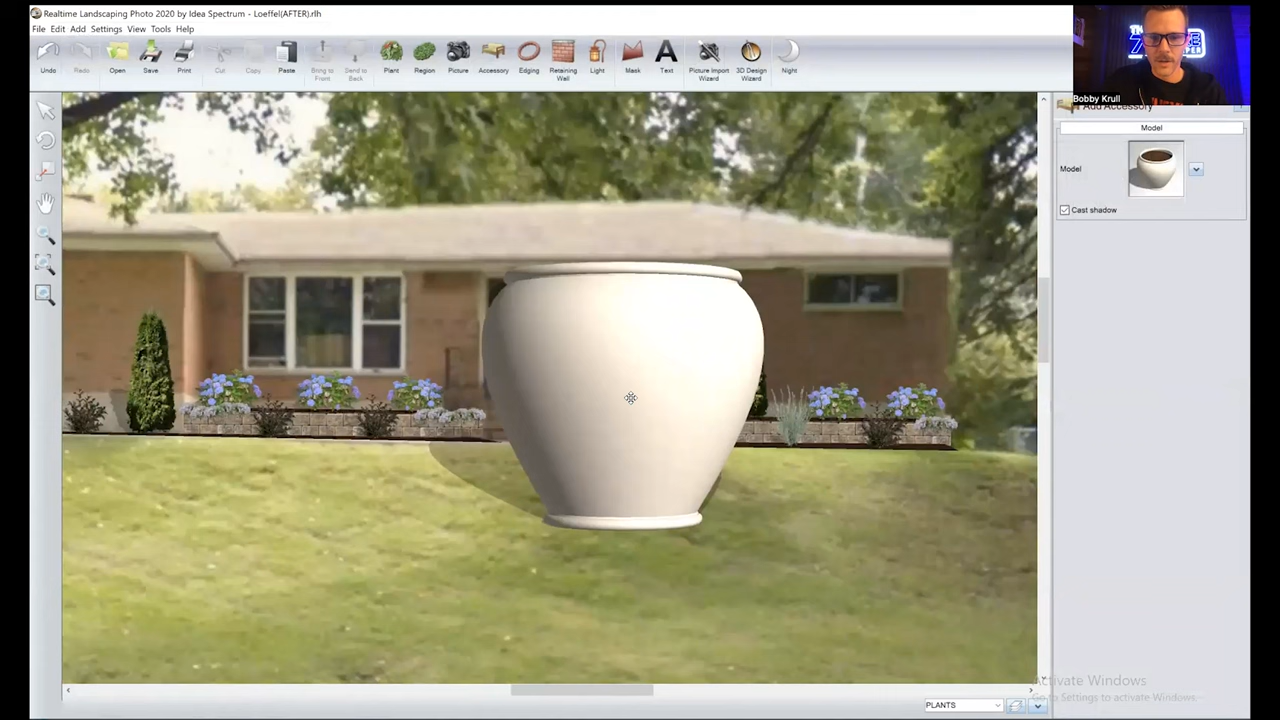 Realtime Landscaping Photo 2020 by Idea Spectrum - Loeffel(AFTER).rlh
File Edit Add Settings View Tools Help
Undo Redo Open Save Print Cut Copy Paste Bring to Front Send to Back Plant Region Picture Accessory Edging Retaining Wall Light Mask Text Picture Import Wizard 3D Design Wizard Night
Bobby Krull
Add Accessory
Model
Model
Cast shadow
Activate Windows
Go to Settings to activate Windows.
PLANTS